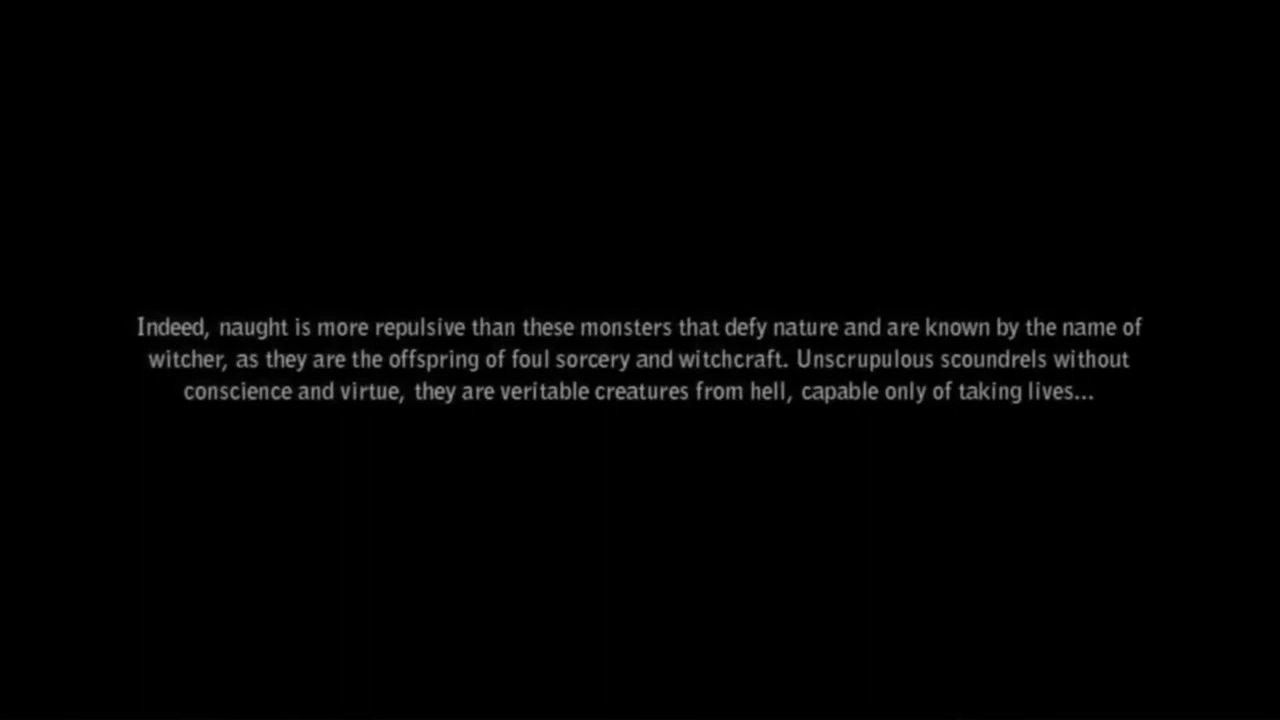 Indeed, naught is more repulsive than these monsters that defy nature and are known by the name of
witcher, as they are the offspring of foul sorcery and witchcraft. Unscrupulous scoundrels without
conscience and virtue, they are veritable creatures from hell, capable only of taking lives...